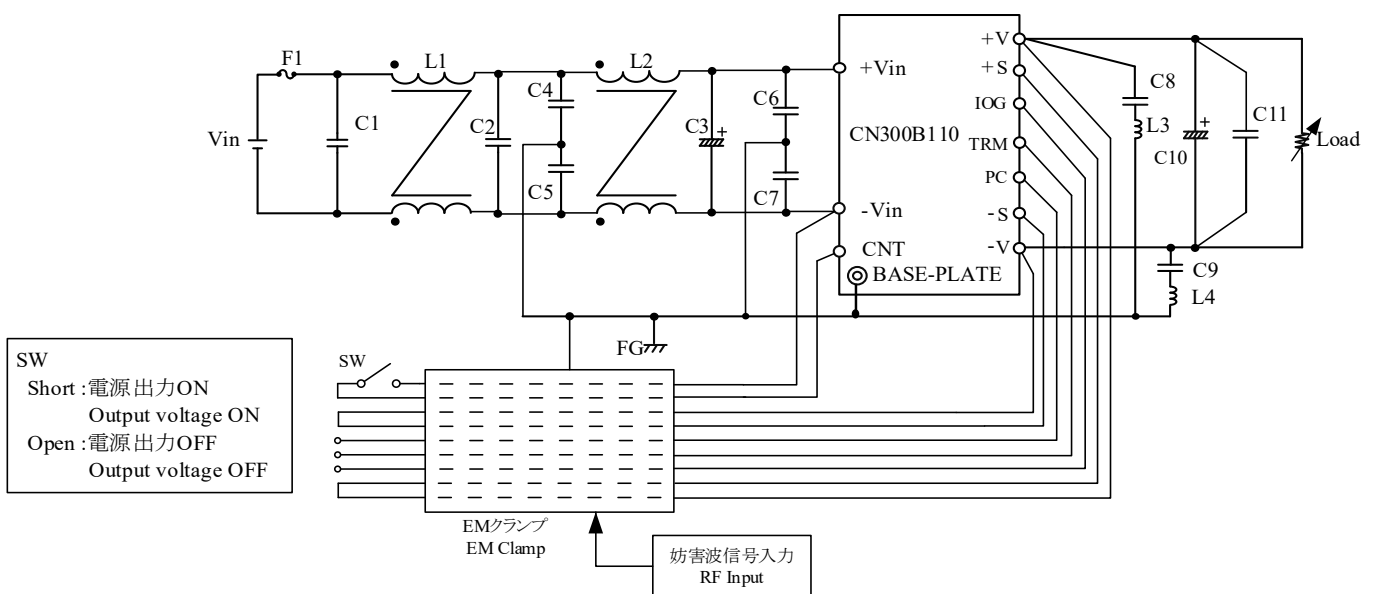 F1
L1
L2
C4
C6
C1
C2
C3
+
C5
C7
Vin
+Vin
CN300B110
-Vin
CNT
BASE-PLATE
+V
+S
IOG
TRM
PC
-S
-V
C8
L3
+
C10
C11
Load
C9
L4
FG
SW
Short :電源出力ON
Output voltage ON
Open :電源出力OFF
Output voltage OFF
SW
EMクランプ
EM Clamp
妨害波信号入力
RF Input